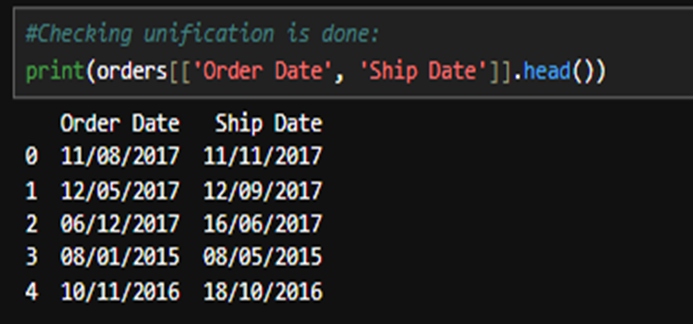 #Checking unification is done:
print(orders[['Order Date', 'Ship Date']].head())
Order Date Ship Date
0 11/08/2017 11/11/2017
1 12/05/2017 12/09/2017
2 06/12/2017 16/06/2017
3 08/01/2015 08/05/2015
4 10/11/2016 18/10/2016